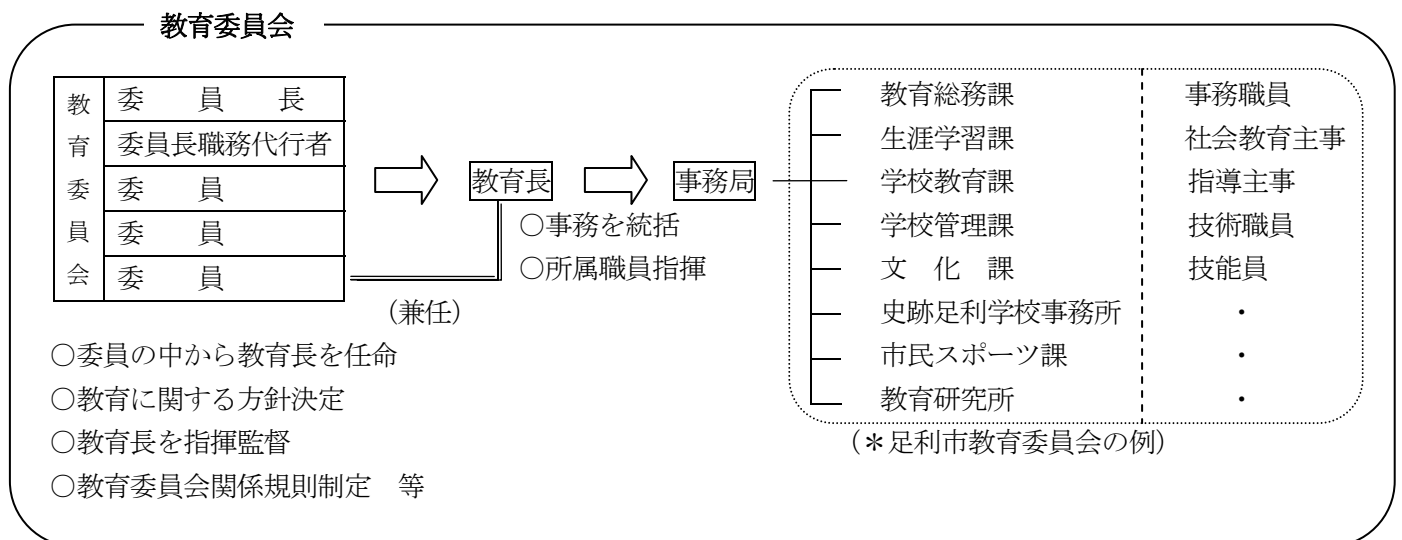 教育委員会
教育委員会
委員長
委員長職務代行者
委員
委員
委員
(兼任)
教育長
○事務を統括
○所属職員指揮
事務局
教育総務課
生涯学習課
学校教育課
学校管理課
文化課
史跡足利学校事務所
市民スポーツ課
教育研究所
事務職員
社会教育主事
指導主事
技術職員
技能員
・
・
・
(＊足利市教育委員会の例)
○委員の中から教育長を任命
○教育に関する方針決定
○教育長を指揮監督
○教育委員会関係規則制定　等